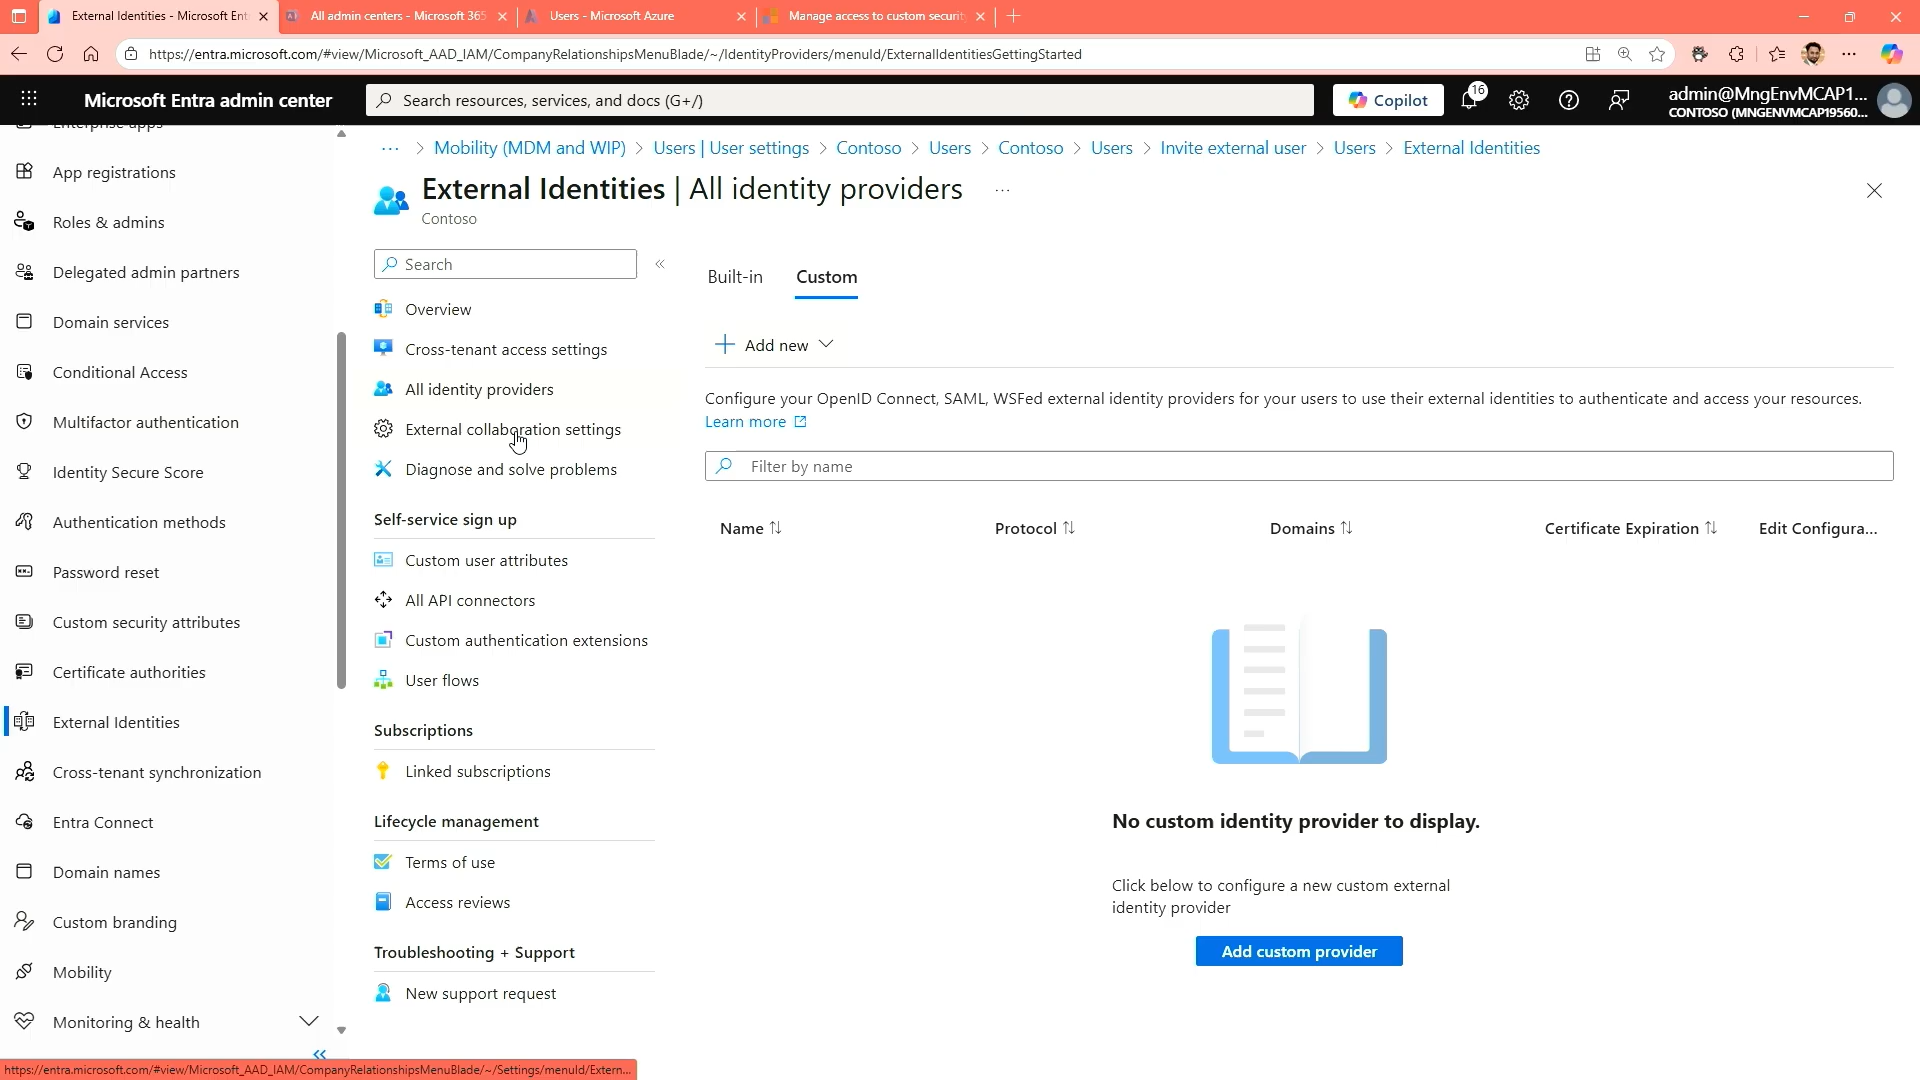 External Identities - Microsoft Ent
All admin centers - Microsoft 365
Users - Microsoft Azure
Manage access to custom securit
https://entra.microsoft.com/#view/Microsoft_AAD_IAM/CompanyRelationshipsMenuBlade/~/IdentityProviders/menuId/ExternalIdentitiesGettingStarted
Microsoft Entra admin center
Search resources, services, and docs (G+/)
Copilot
16
admin@MngEnvMCAP1...
CONTOSO (MNGENVMCAP19560...
Enterprise apps
App registrations
Roles & admins
Delegated admin partners
Domain services
Conditional Access
Multifactor authentication
Identity Secure Score
Authentication methods
Password reset
Custom security attributes
Certificate authorities
External Identities
Cross-tenant synchronization
Entra Connect
Domain names
Custom branding
Mobility
Monitoring & health
... > Mobility (MDM and WIP) > Users | User settings > Contoso > Users > Contoso > Users > Invite external user > Users > External Identities
External Identities | All identity providers ...
Contoso
Search
Overview
Cross-tenant access settings
All identity providers
External collaboration settings
Diagnose and solve problems
Self-service sign up
Custom user attributes
All API connectors
Custom authentication extensions
User flows
Subscriptions
Linked subscriptions
Lifecycle management
Terms of use
Access reviews
Troubleshooting + Support
New support request
Built-in
Custom
Add new
Configure your OpenID Connect, SAML, WSFed external identity providers for your users to use their external identities to authenticate and access your resources.
Learn more
Filter by name
Name
Protocol
Domains
Certificate Expiration
Edit Configura...
No custom identity provider to display.
Click below to configure a new custom external
identity provider
Add custom provider
https://entra.microsoft.com/#view/Microsoft_AAD_IAM/CompanyRelationshipsMenuBlade/~/Settings/menuId/Extern...